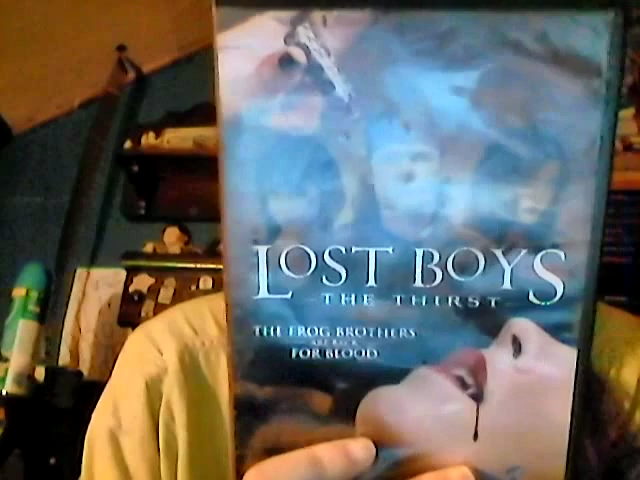 LOST BOYS
THE THIRST
THE FROG BROTHERS
ARE BACK
FOR BLOOD